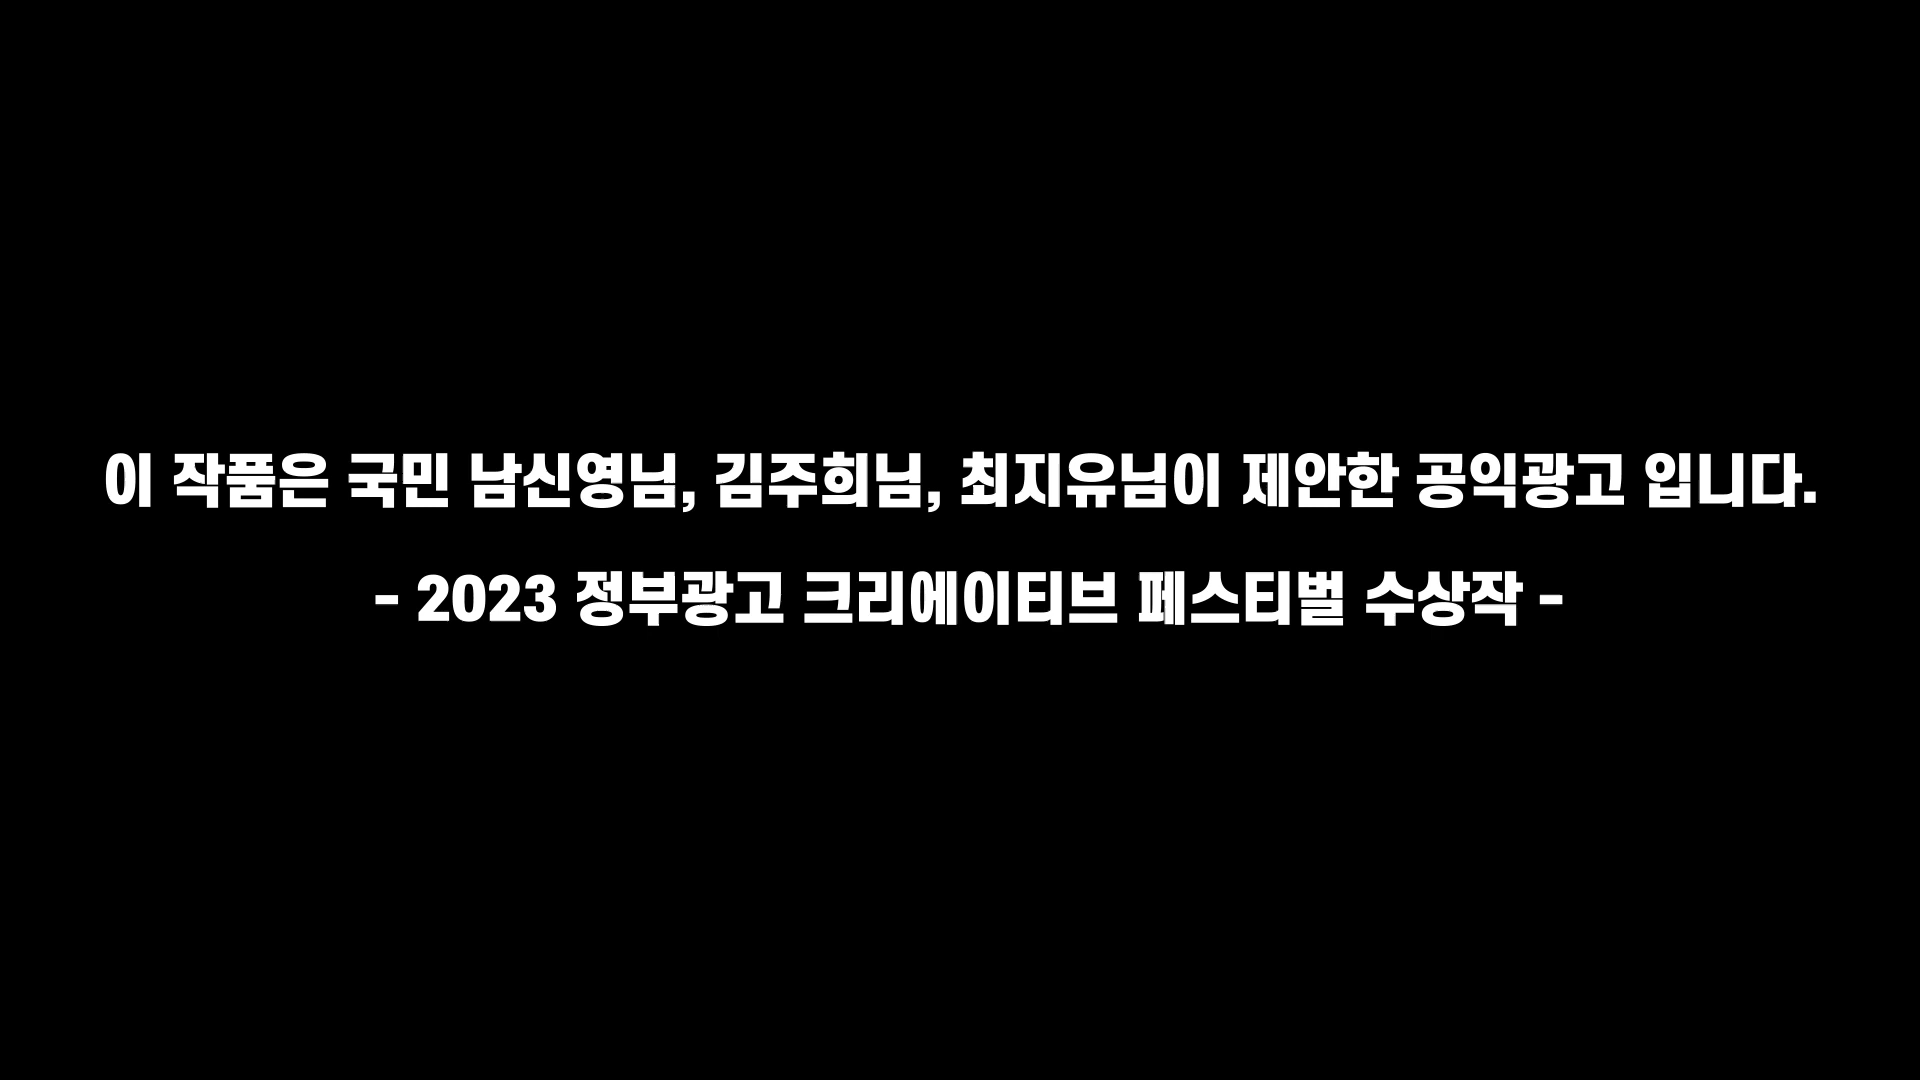 이 작품은 국민 남신영님, 김주희님, 최지유님이 제안한 공익광고 입니다.
- 2023 정부광고 크리에이티브 페스티벌 수상작 -